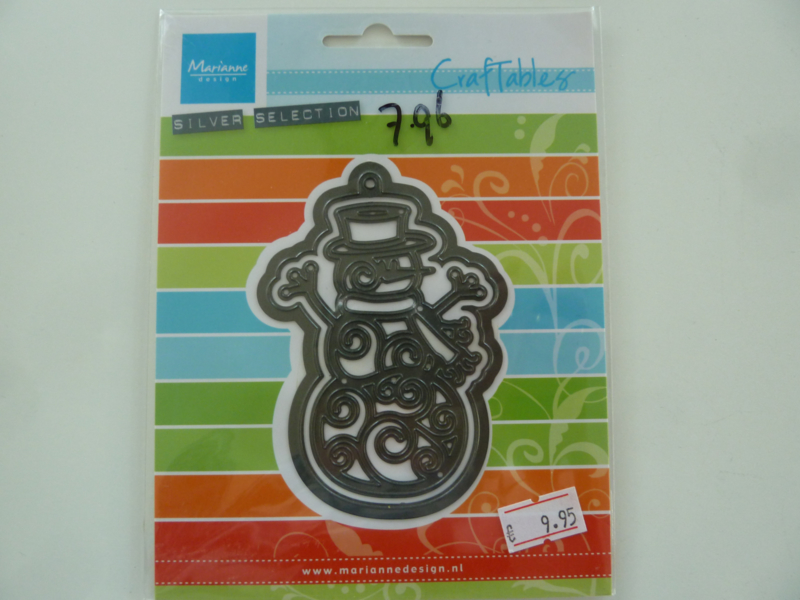 Marianne
design
CrafTables
SILVER SELECTION
7.96
9.95
www.mariannedesign.nl